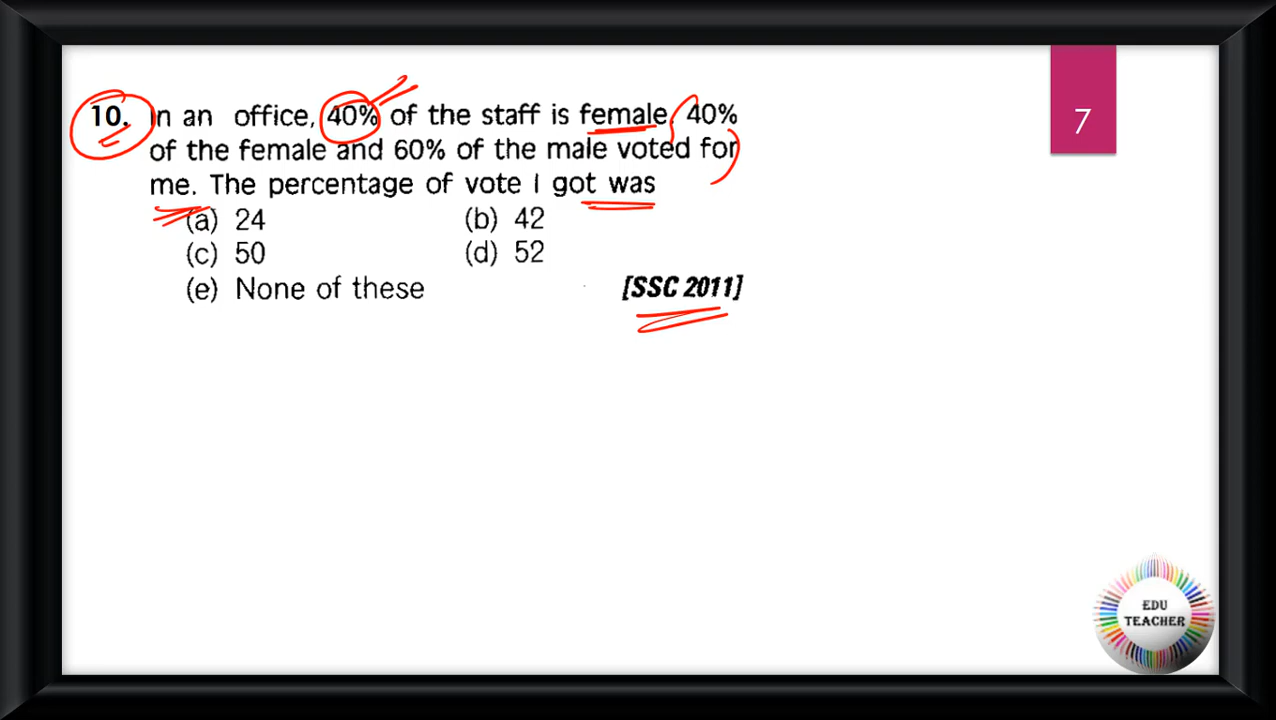 10. In an office, 40% of the staff is female. 40%
of the female and 60% of the male voted for
me. The percentage of vote I got was
(a) 24 (b) 42
(c) 50 (d) 52
(e) None of these [SSC 2011]
7
EDU
TEACHER